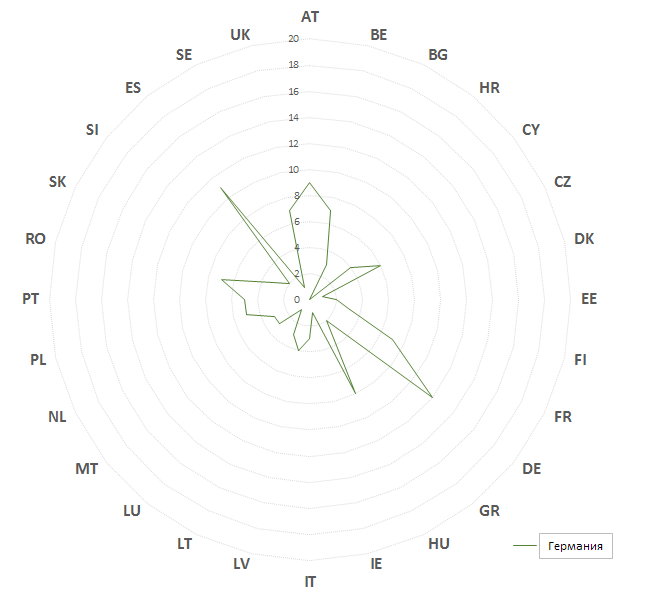 AT
UK
BE
20
SE
BG
18
ES
16
HR
14
SI
12
CY
10
SK
8
CZ
6
RO
4
DK
2
PT
0
EE
PL
FI
NL
FR
MT
DE
LU
GR
LT
HU
Германия
LV
IE
IT